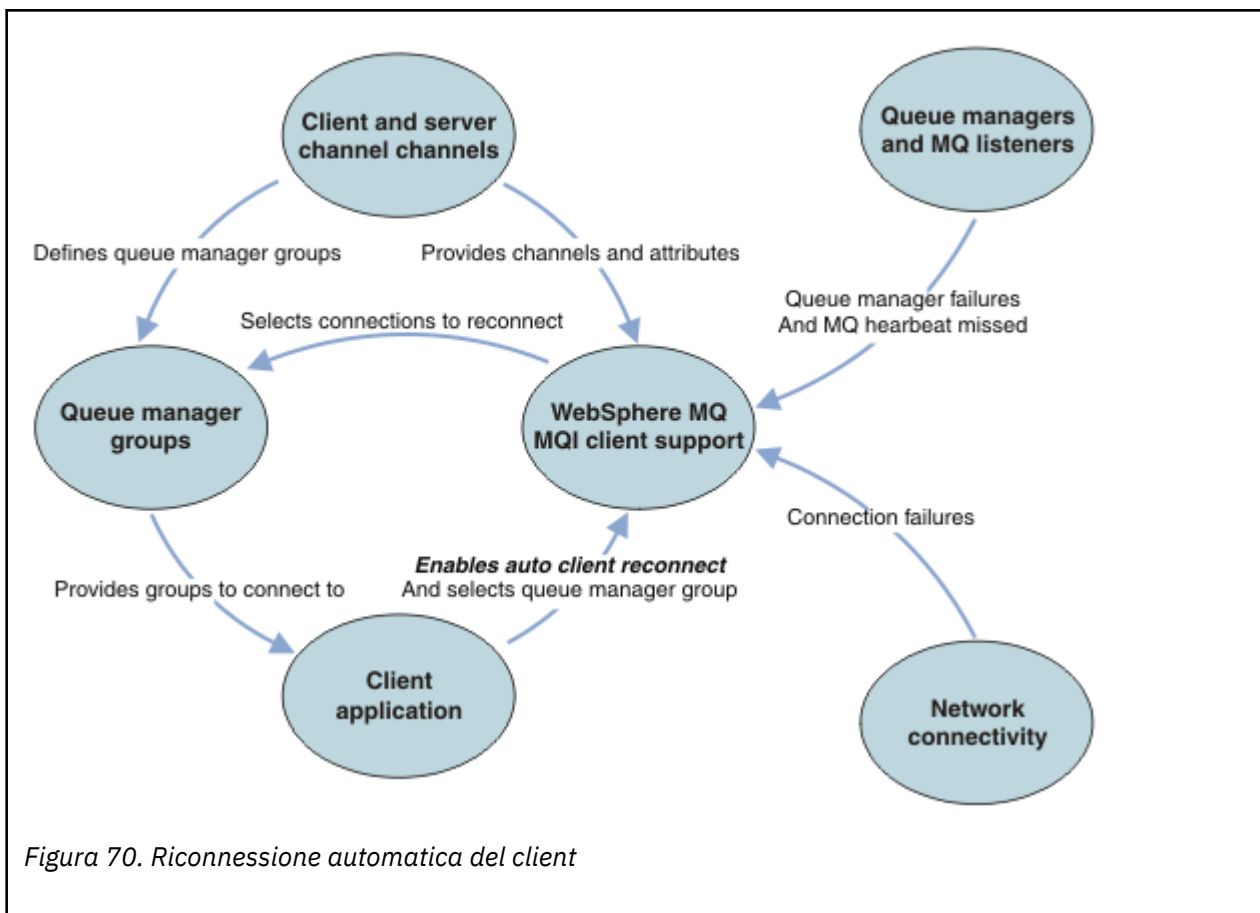 Client and server
channel channels
Queue managers
and MQ listeners
Defines queue manager groups
Provides channels and attributes
Queue manager failures
And MQ hearbeat missed
Selects connections to reconnect
Queue manager
groups
WebSphere MQ
MQI client support
Connection failures
Provides groups to connect to
Enables auto client reconnect
And selects queue manager group
Client
application
Network
connectivity
Figura 70. Riconnessione automatica del client